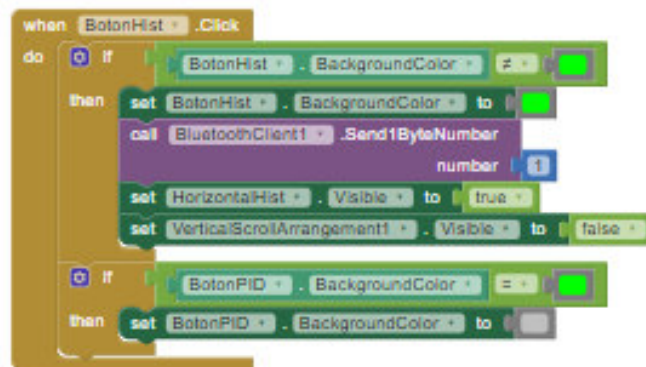 when BotonHist .Click
do if BotonHist . BackgroundColor ≠
then set BotonHist . BackgroundColor to
call BluetoothClient1 .Send1ByteNumber
number 1
set HorizontalHist . Visible to true
set VerticalScrollArrangement1 . Visible to false
if BotonPID . BackgroundColor =
then set BotonPID . BackgroundColor to